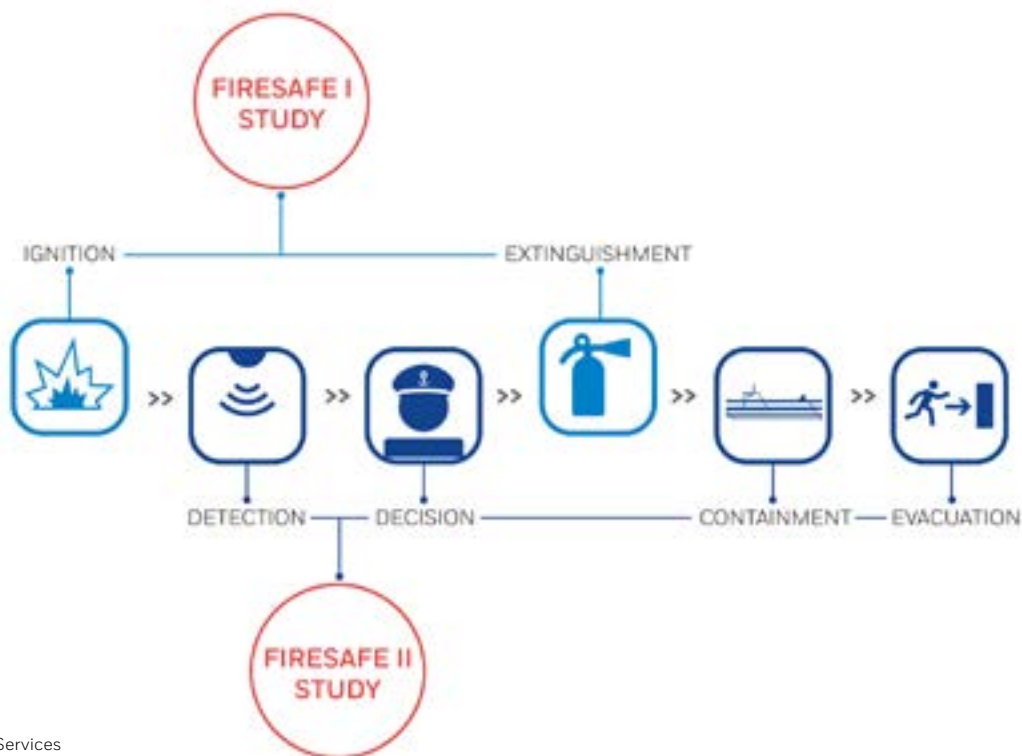 FIRESAFE I
STUDY
IGNITION
EXTINGUISHMENT
>>
>>
>>
>>
>>
DETECTION
DECISION
CONTAINMENT
EVACUATION
FIRESAFE II
STUDY
Services